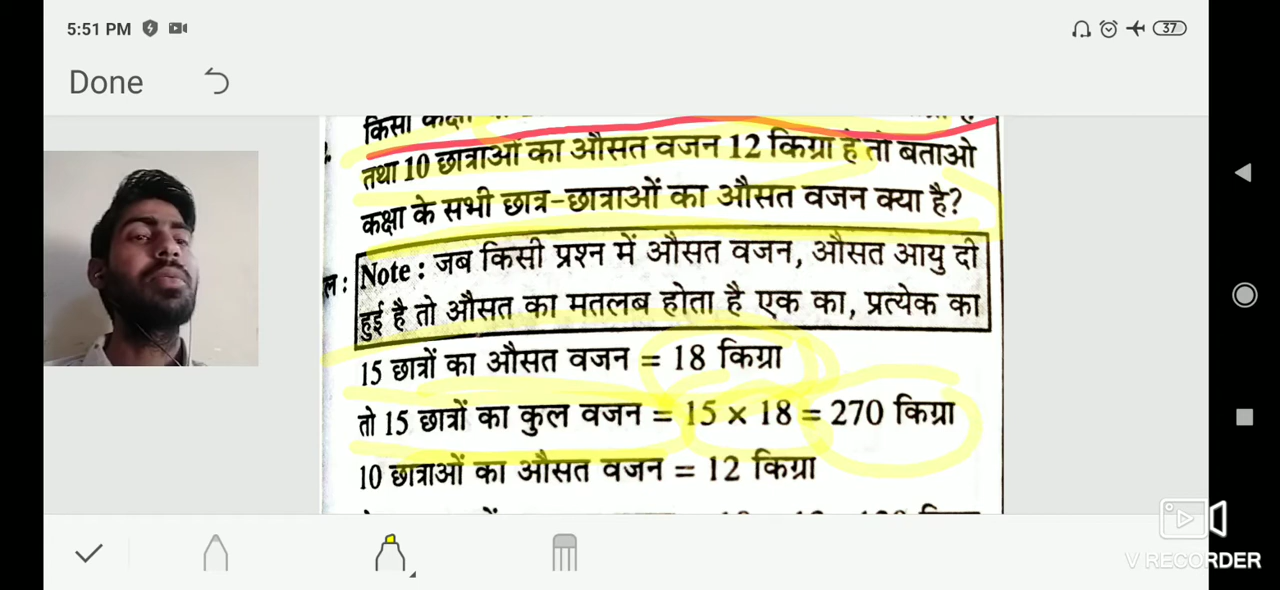 5:51 PM
37
Done
किसी कक्षा
तथा 10 छात्राओं का औसत वजन 12 किग्रा है तो बताओ
कक्षा के सभी छात्र-छात्राओं का औसत वजन क्या है?
ल : Note : जब किसी प्रश्न में औसत वजन, औसत आयु दी
हुई है तो औसत का मतलब होता है एक का, प्रत्येक का
15 छात्रों का औसत वजन = 18 किग्रा
तो 15 छात्रों का कुल वजन = 15 × 18 = 270 किग्रा
10 छात्राओं का औसत वजन = 12 किग्रा
V RECORDER